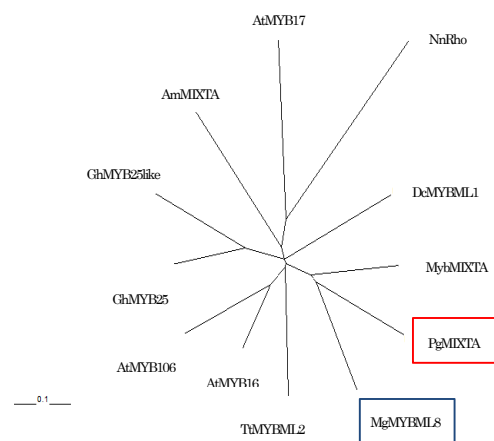 AtMYB17
NnRho
AmMIXTA
GhMYB25like
DcMYBML1
MybMIXTA
GhMYB25
PgMIXTA
AtMYB106
AtMYB16
0.1
TtMYBML2
MgMYBML8